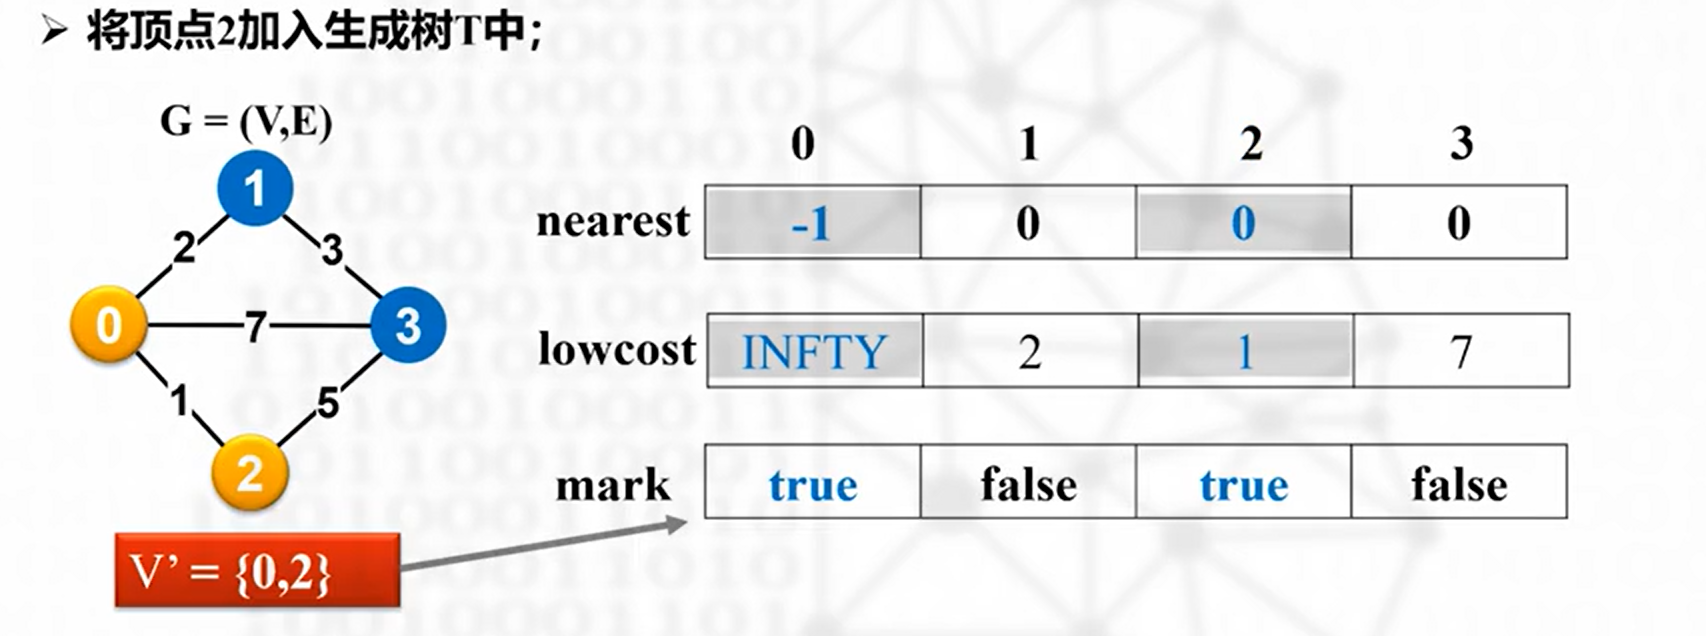 ➢ 将顶点2加入生成树T中；
G = (V,E)
1
2 3
0 7 3
1 5
2
V’ = {0,2}
0 1 2 3
nearest -1 0 0 0
lowcost INFTY 2 1 7
mark true false true false